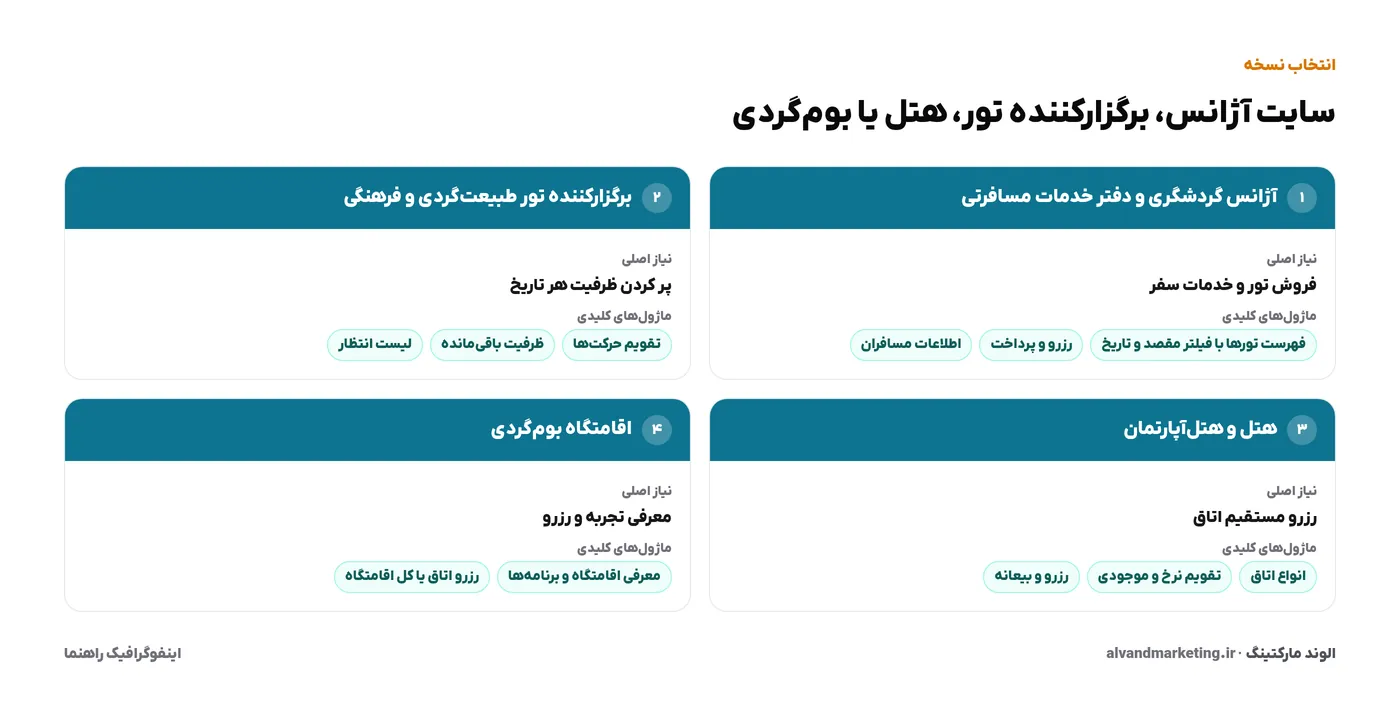 انتخاب نسخه
سایت آژانس، برگزارکننده تور، هتل یا بوم‌گردی
۱ آژانس گردشگری و دفتر خدمات مسافرتی
نیاز اصلی
فروش تور و خدمات سفر
ماژول‌های کلیدی
فهرست تورها با فیلتر مقصد و تاریخ
رزرو و پرداخت
اطلاعات مسافران
۲ برگزارکننده تور طبیعت‌گردی و فرهنگی
نیاز اصلی
پر کردن ظرفیت هر تاریخ
ماژول‌های کلیدی
تقویم حرکت‌ها
ظرفیت باقی‌مانده
لیست انتظار
۳ هتل و هتل‌آپارتمان
نیاز اصلی
رزرو مستقیم اتاق
ماژول‌های کلیدی
انواع اتاق
تقویم نرخ و موجودی
رزرو و بیعانه
۴ اقامتگاه بوم‌گردی
نیاز اصلی
معرفی تجربه و رزرو
ماژول‌های کلیدی
معرفی اقامتگاه و برنامه‌ها
رزرو اتاق یا کل اقامتگاه
الوند مارکتینگ · alvandmarketing.ir
اینفوگرافیک راهنما